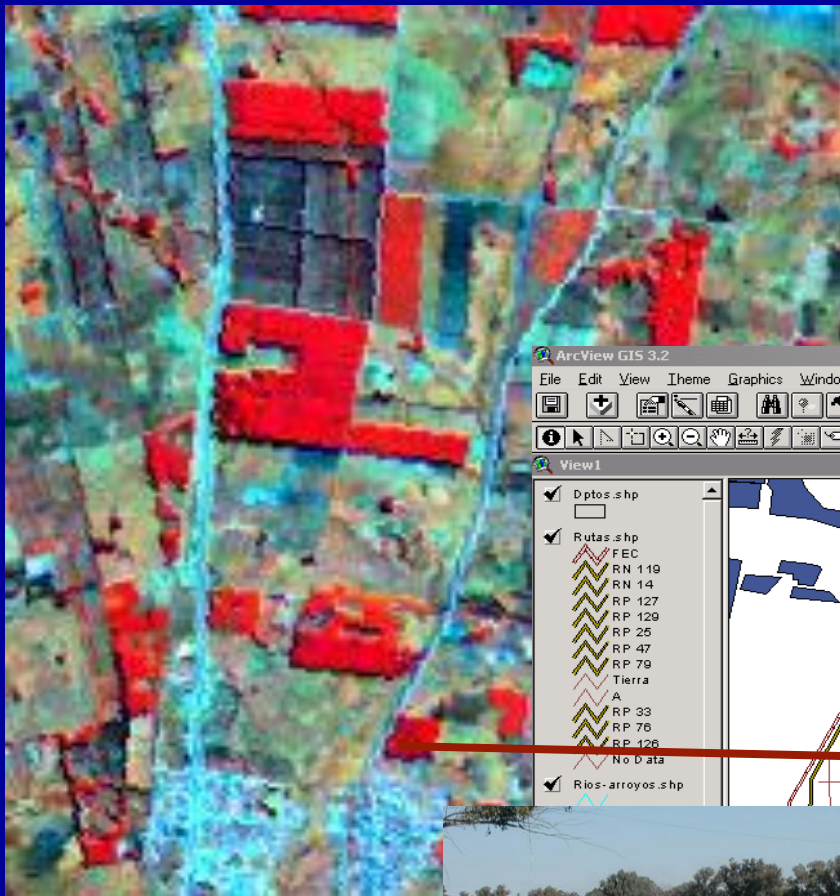 ArcView GIS 3.2
File Edit View Theme Graphics Windo
View1
Dptos.shp
Rutas.shp
FEC
RN 119
RN 14
RP 127
RP 129
RP 25
RP 47
RP 79
Tierra
A
RP 33
RP 76
RP 126
No Data
Rios-arroyos.shp